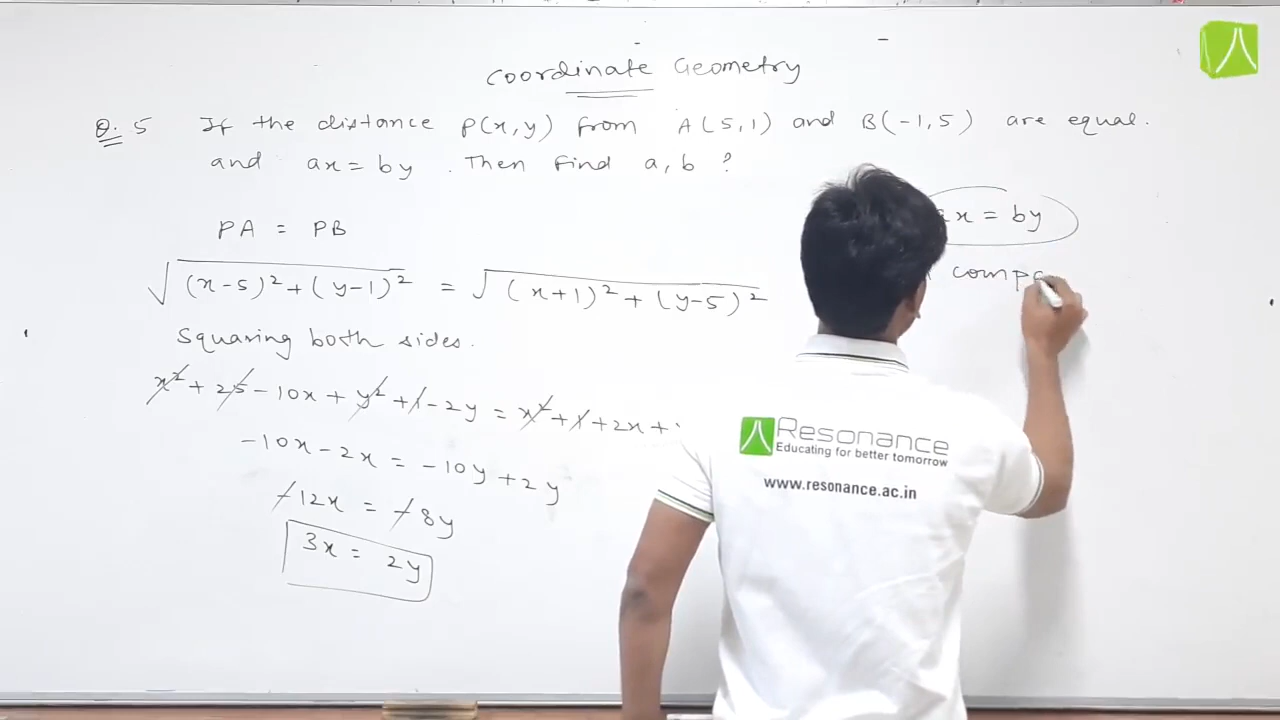 Coordinate Geometry
Q. 5 If the distance P(x,y) from A(5,1) and B(-1,5) are equal.
and ax = by . Then find a, b ?
PA = PB
√(x-5)²+(y-1)² = √(x+1)²+(y-5)²
Squaring both sides.
x²+25-10x+y²+1-2y = x²+1+2x+
-10x-2x = -10y+2y
-12x = -8y
3x = 2y
ax = by
comp
Resonance
Educating for better tomorrow
www.resonance.ac.in